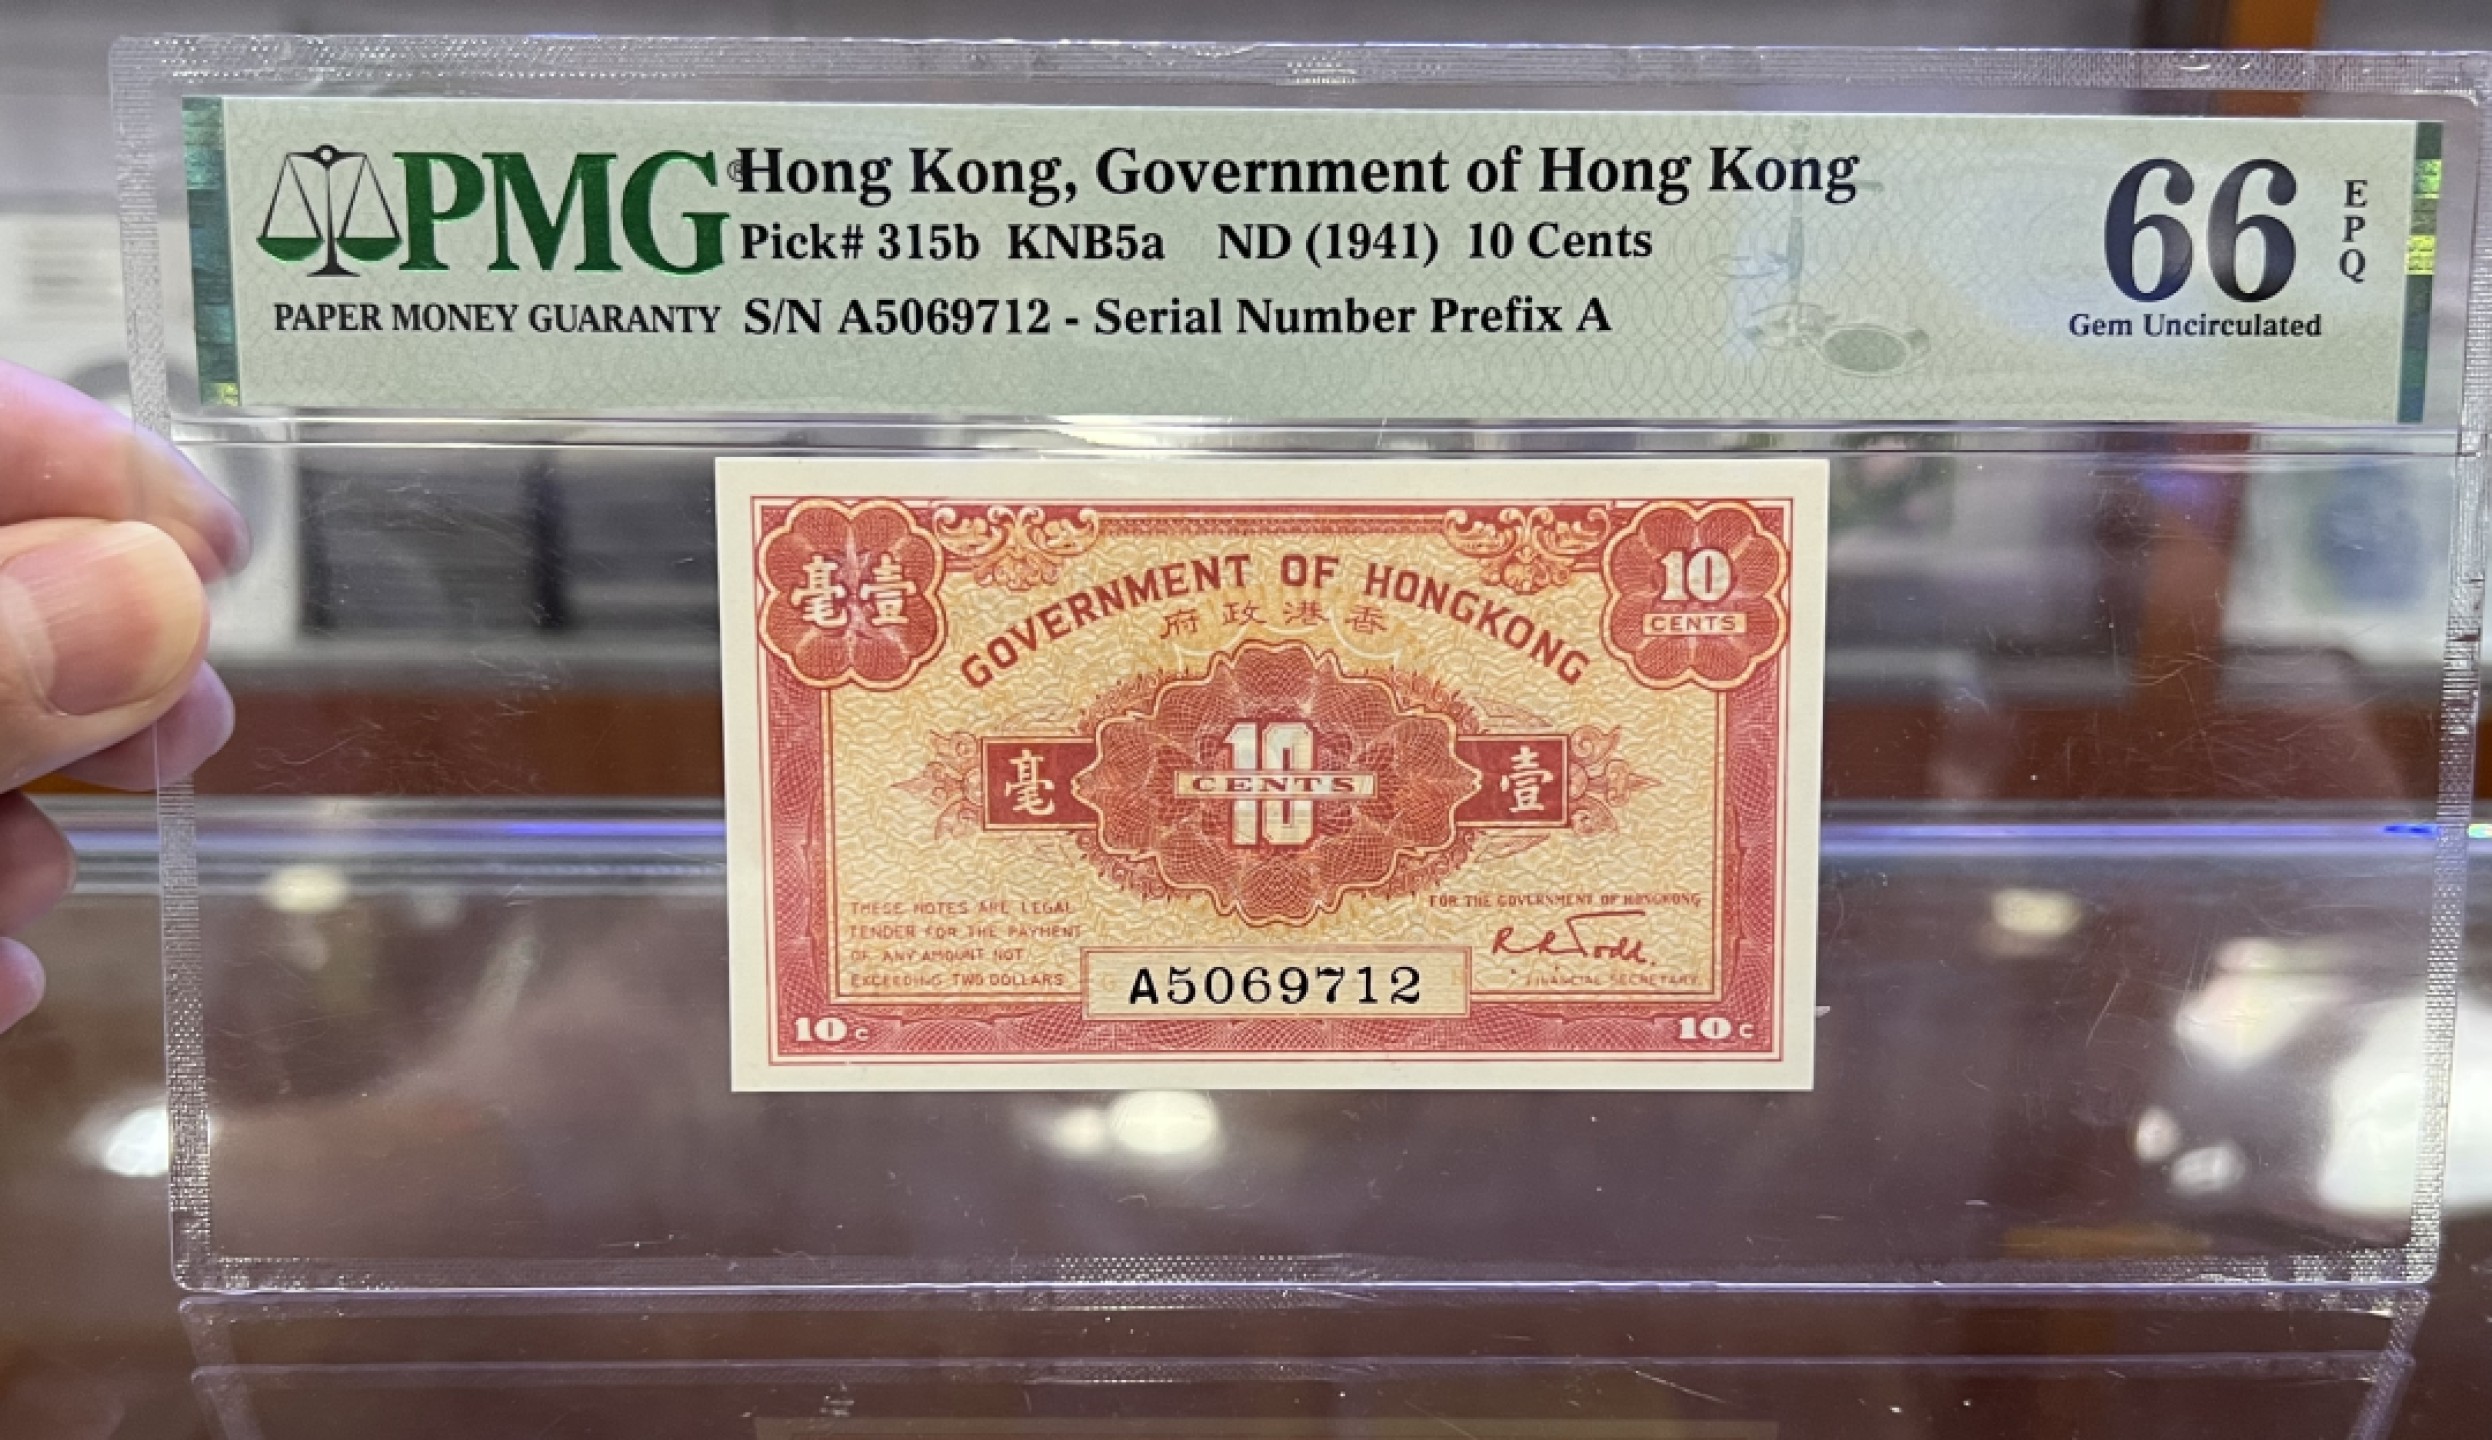 PMG®
PAPER MONEY GUARANTY
Hong Kong, Government of Hong Kong
Pick# 315b KNB5a ND (1941) 10 Cents
S/N A5069712 - Serial Number Prefix A
66
EPQ
Gem Uncirculated
毫壹
10
CENTS
GOVERNMENT OF HONGKONG
府政港香
毫
10
CENTS
壹
THESE NOTES ARE LEGAL
TENDER FOR THE PAYMENT
OF ANY AMOUNT NOT
EXCEEDING TWO DOLLARS
FOR THE GOVERNMENT OF HONGKONG
R R Todd.
FINANCIAL SECRETARY.
A5069712
10 c
10 c